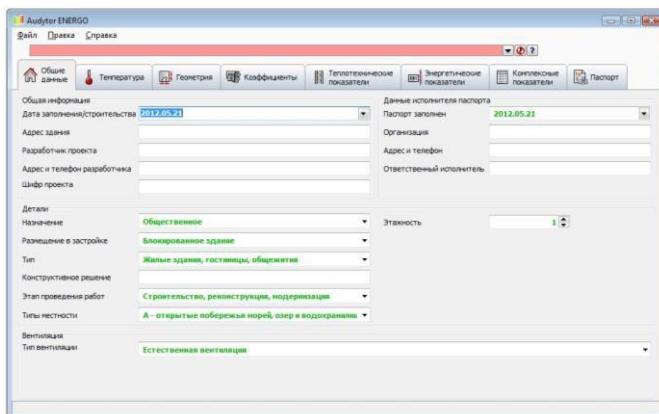 Audytor ENERGO
Файл Правка Справка
Общие данные
Температура
Геометрия
Коэффициенты
Теплотехнические показатели
Энергетические показатели
Комплексные показатели
Паспорт
Общая информация
Дата заполнения/строительства 2012.05.21
Адрес здания
Разработчик проекта
Адрес и телефон разработчика
Шифр проекта
Данные исполнителя паспорта
Паспорт заполнен 2012.05.21
Организация
Адрес и телефон
Ответственный исполнитель
Детали
Назначение Общественное
Этажность 1
Размещение в застройке Блокированное здание
Тип Жилые здания, гостиницы, общежития
Конструктивное решение
Этап проведения работ Строительство, реконструкция, модернизация
Типы местности А - открытые побережья морей, озер и водохранилищ
Вентиляция
Тип вентиляции Естественная вентиляция